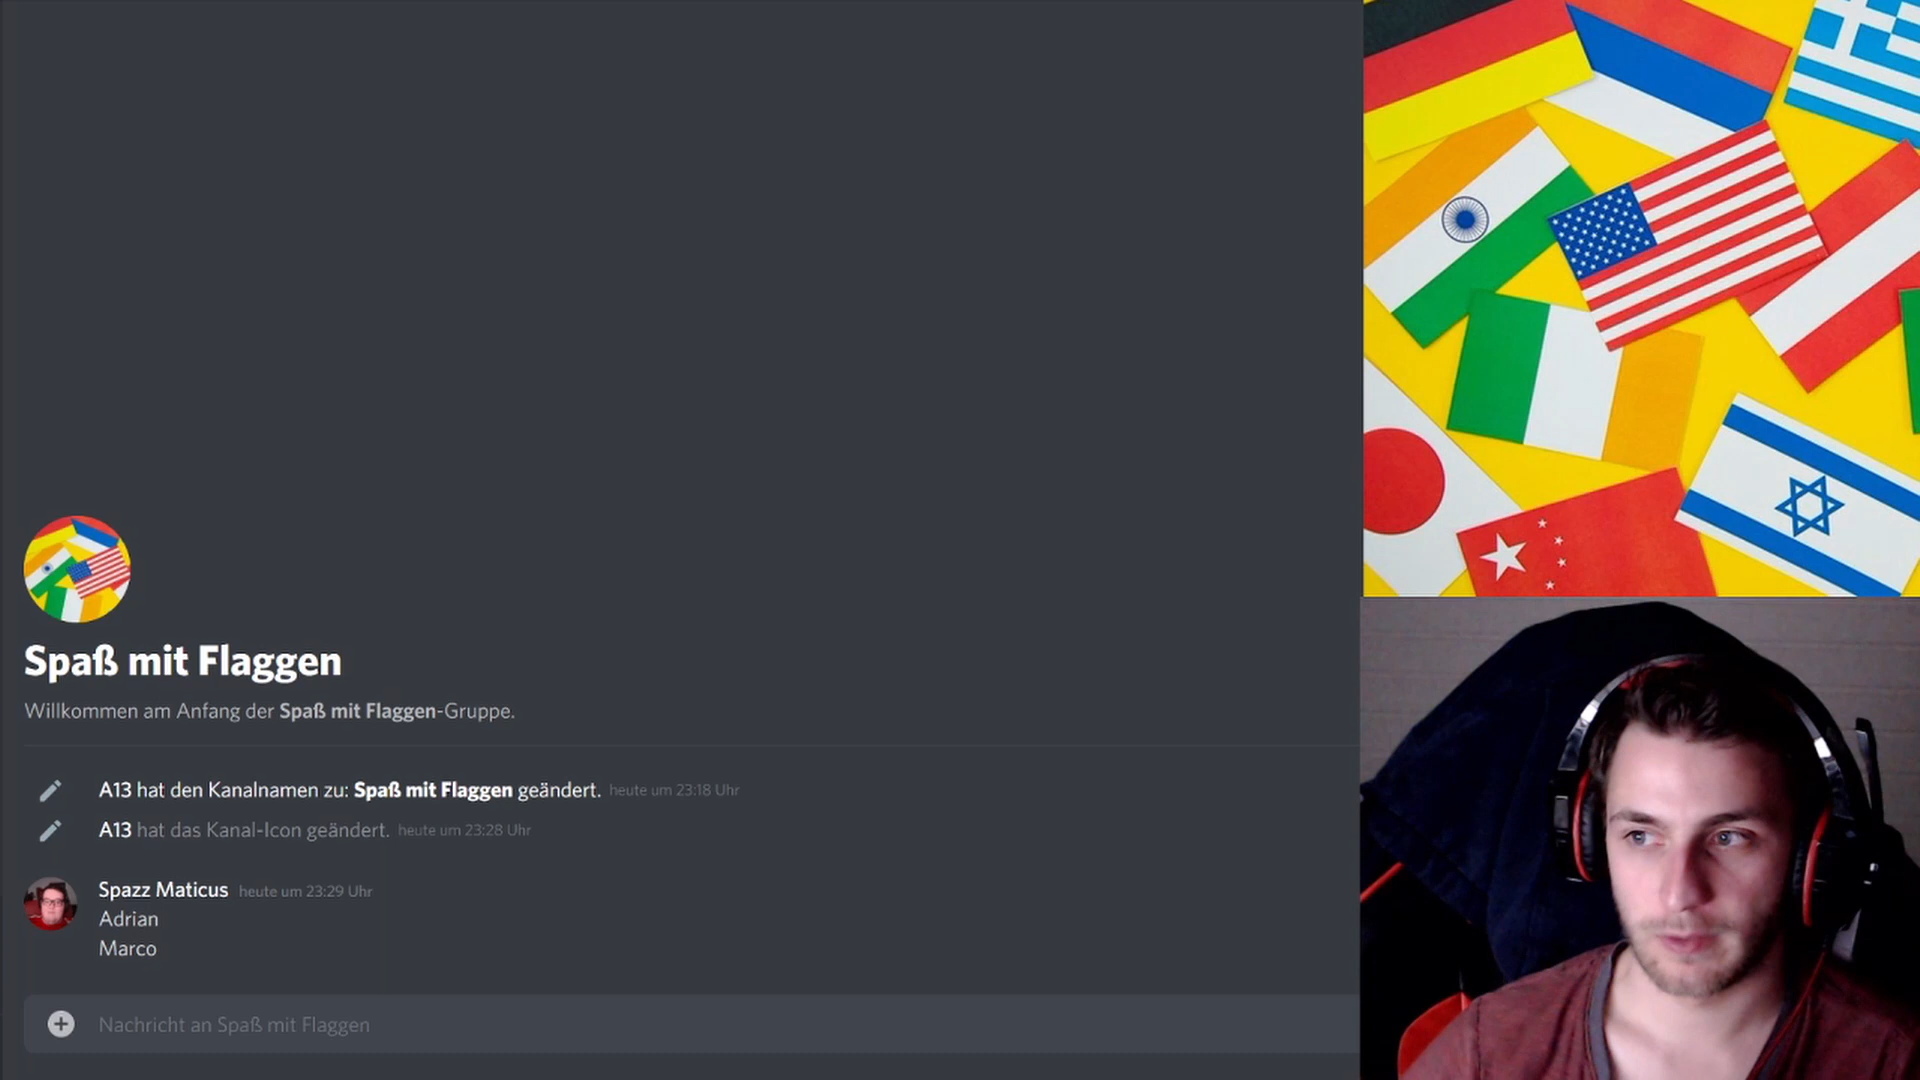 Spaß mit Flaggen
Willkommen am Anfang der Spaß mit Flaggen-Gruppe.
A13 hat den Kanalnamen zu: Spaß mit Flaggen geändert. heute um 23:18 Uhr
A13 hat das Kanal-Icon geändert. heute um 23:28 Uhr
Spazz Maticus heute um 23:29 Uhr
Adrian
Marco
Nachricht an Spaß mit Flaggen